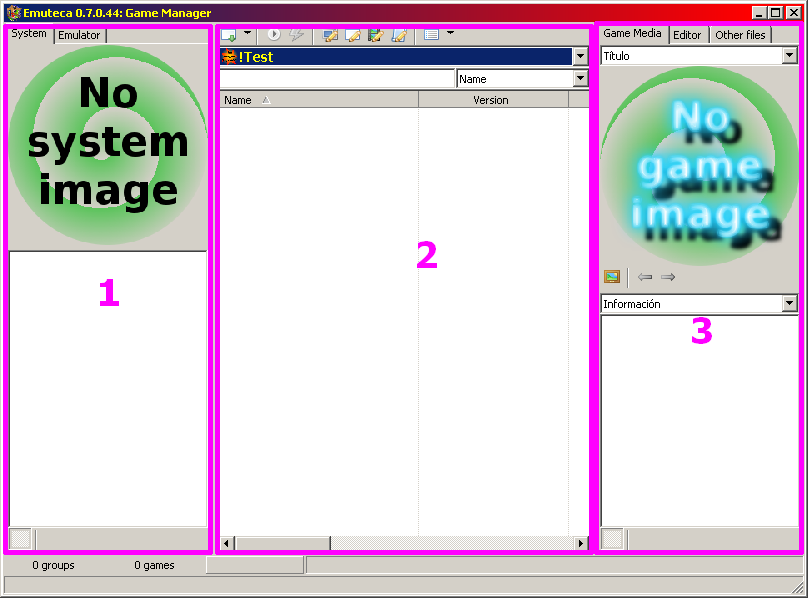 Emuteca 0.7.0.44: Game Manager
System
Emulator
No
system
image
1
!Test
Name
Name
Version
2
Game Media
Editor
Other files
Título
No
game
image
Información
3
0 groups
0 games